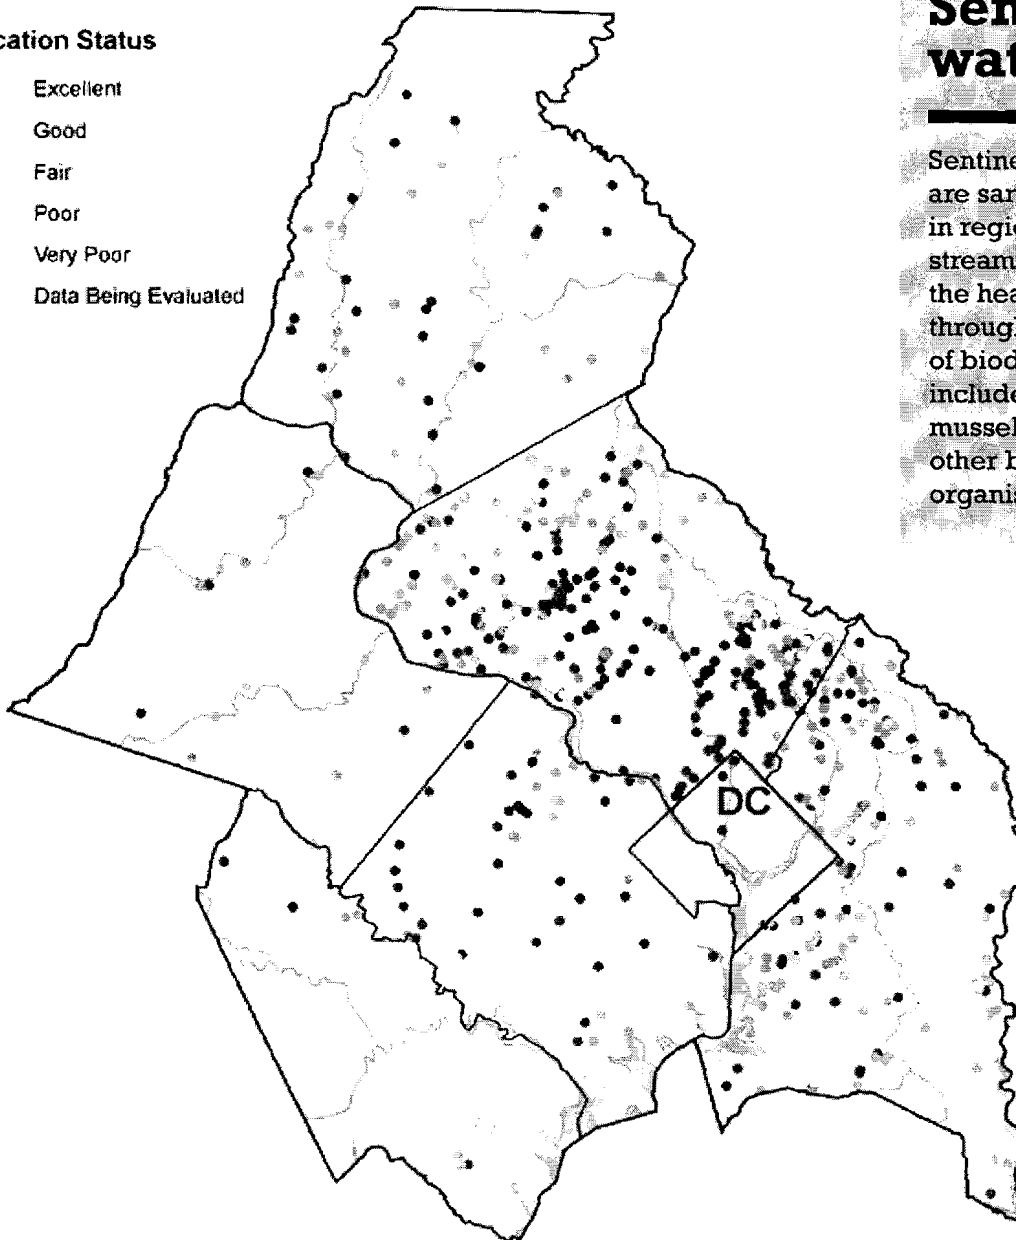 cation Status
Excellent
Good
Fair
Poor
Very Poor
Data Being Evaluated
DC
Sen
wat
Sentine
are sar
in regio
stream
the hea
throug
of biod
include
mussel
other b
organis